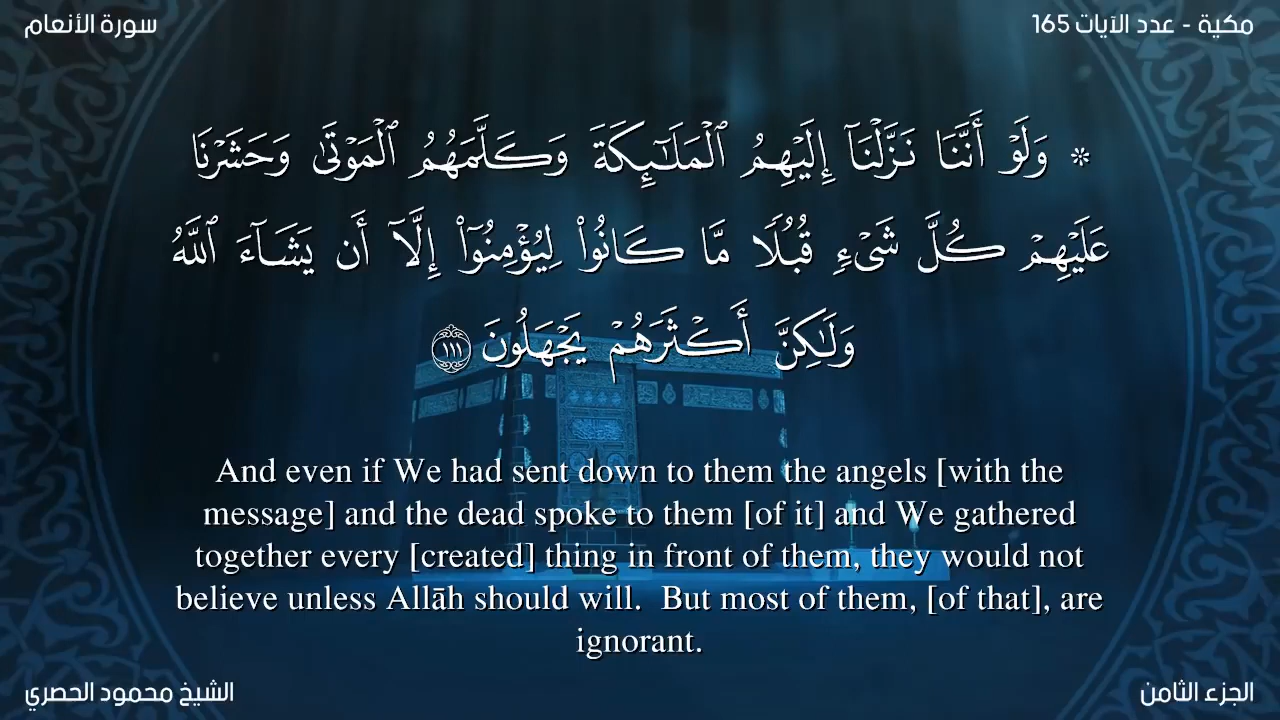 سورة الأنعام
مكية - عدد الآيات 165
۞ وَلَوْ أَنَّنَا نَزَّلْنَآ إِلَيْهِمُ ٱلْمَلَـٰٓئِكَةَ وَكَلَّمَهُمُ ٱلْمَوْتَىٰ وَحَشَرْنَا
عَلَيْهِمْ كُلَّ شَىْءٍ قُبُلًا مَّا كَانُوا۟ لِيُؤْمِنُوٓا۟ إِلَّآ أَن يَشَآءَ ٱللَّهُ
وَلَـٰكِنَّ أَكْثَرَهُمْ يَجْهَلُونَ ١١١
And even if We had sent down to them the angels [with the
message] and the dead spoke to them [of it] and We gathered
together every [created] thing in front of them, they would not
believe unless Allāh should will.  But most of them, [of that], are
ignorant.
الشيخ محمود الحصري
الجزء الثامن